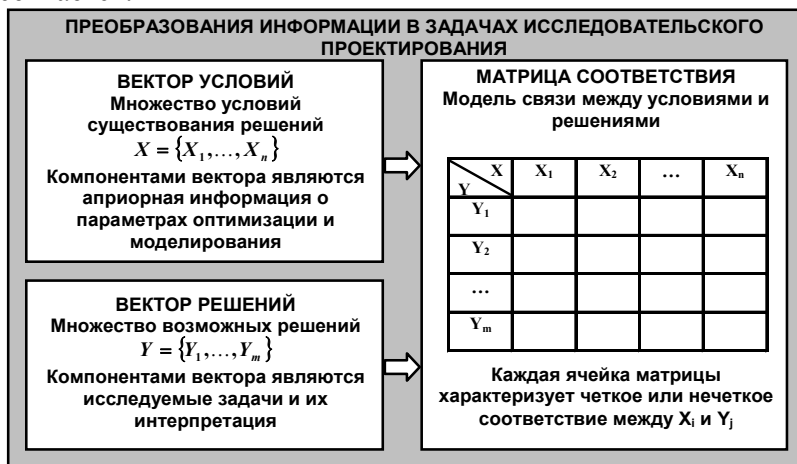 ПРЕОБРАЗОВАНИЯ ИНФОРМАЦИИ В ЗАДАЧАХ ИССЛЕДОВАТЕЛЬСКОГО
ПРОЕКТИРОВАНИЯ
ВЕКТОР УСЛОВИЙ
Множество условий
существования решений
X = {X₁,…,Xₙ}
Компонентами вектора являются
априорная информация о
параметрах оптимизации и
моделирования
ВЕКТОР РЕШЕНИЙ
Множество возможных решений
Y = {Y₁,…,Yₘ}
Компонентами вектора являются
исследуемые задачи и их
интерпретация
МАТРИЦА СООТВЕТСТВИЯ
Модель связи между условиями и
решениями
Y X X₁ X₂ … Xₙ
Y₁
Y₂
…
Yₘ
Каждая ячейка матрицы
характеризует четкое или нечеткое
соответствие между Xᵢ и Yⱼ